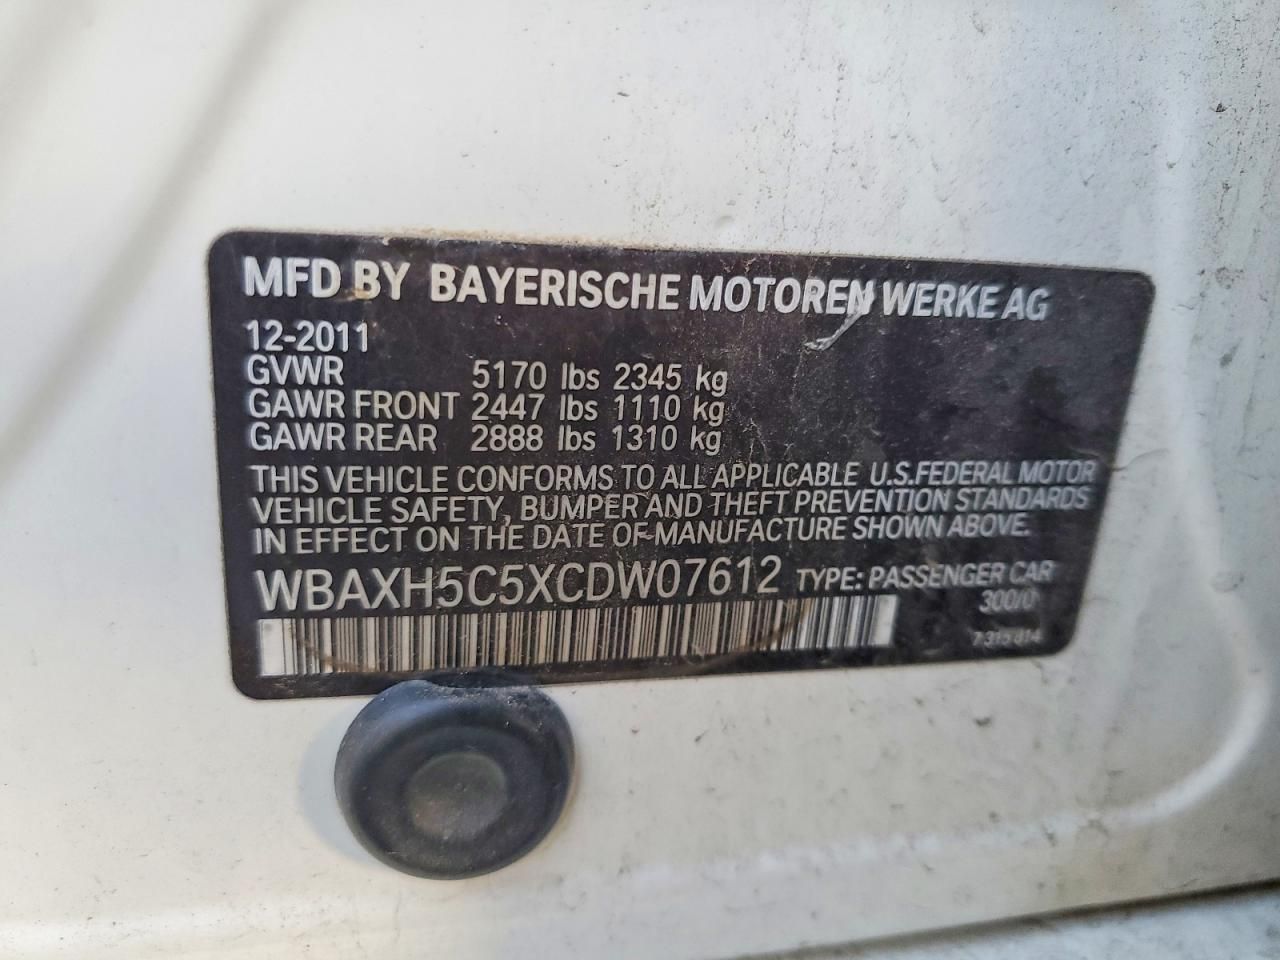 MFD BY BAYERISCHE MOTOREN WERKE AG
12-2011
GVWR 5170 lbs 2345 kg
GAWR FRONT 2447 lbs 1110 kg
GAWR REAR 2888 lbs 1310 kg
THIS VEHICLE CONFORMS TO ALL APPLICABLE U.S.FEDERAL MOTOR
VEHICLE SAFETY, BUMPER AND THEFT PREVENTION STANDARDS
IN EFFECT ON THE DATE OF MANUFACTURE SHOWN ABOVE.
WBAXH5C5XCDW07612 TYPE: PASSENGER CAR
300/0